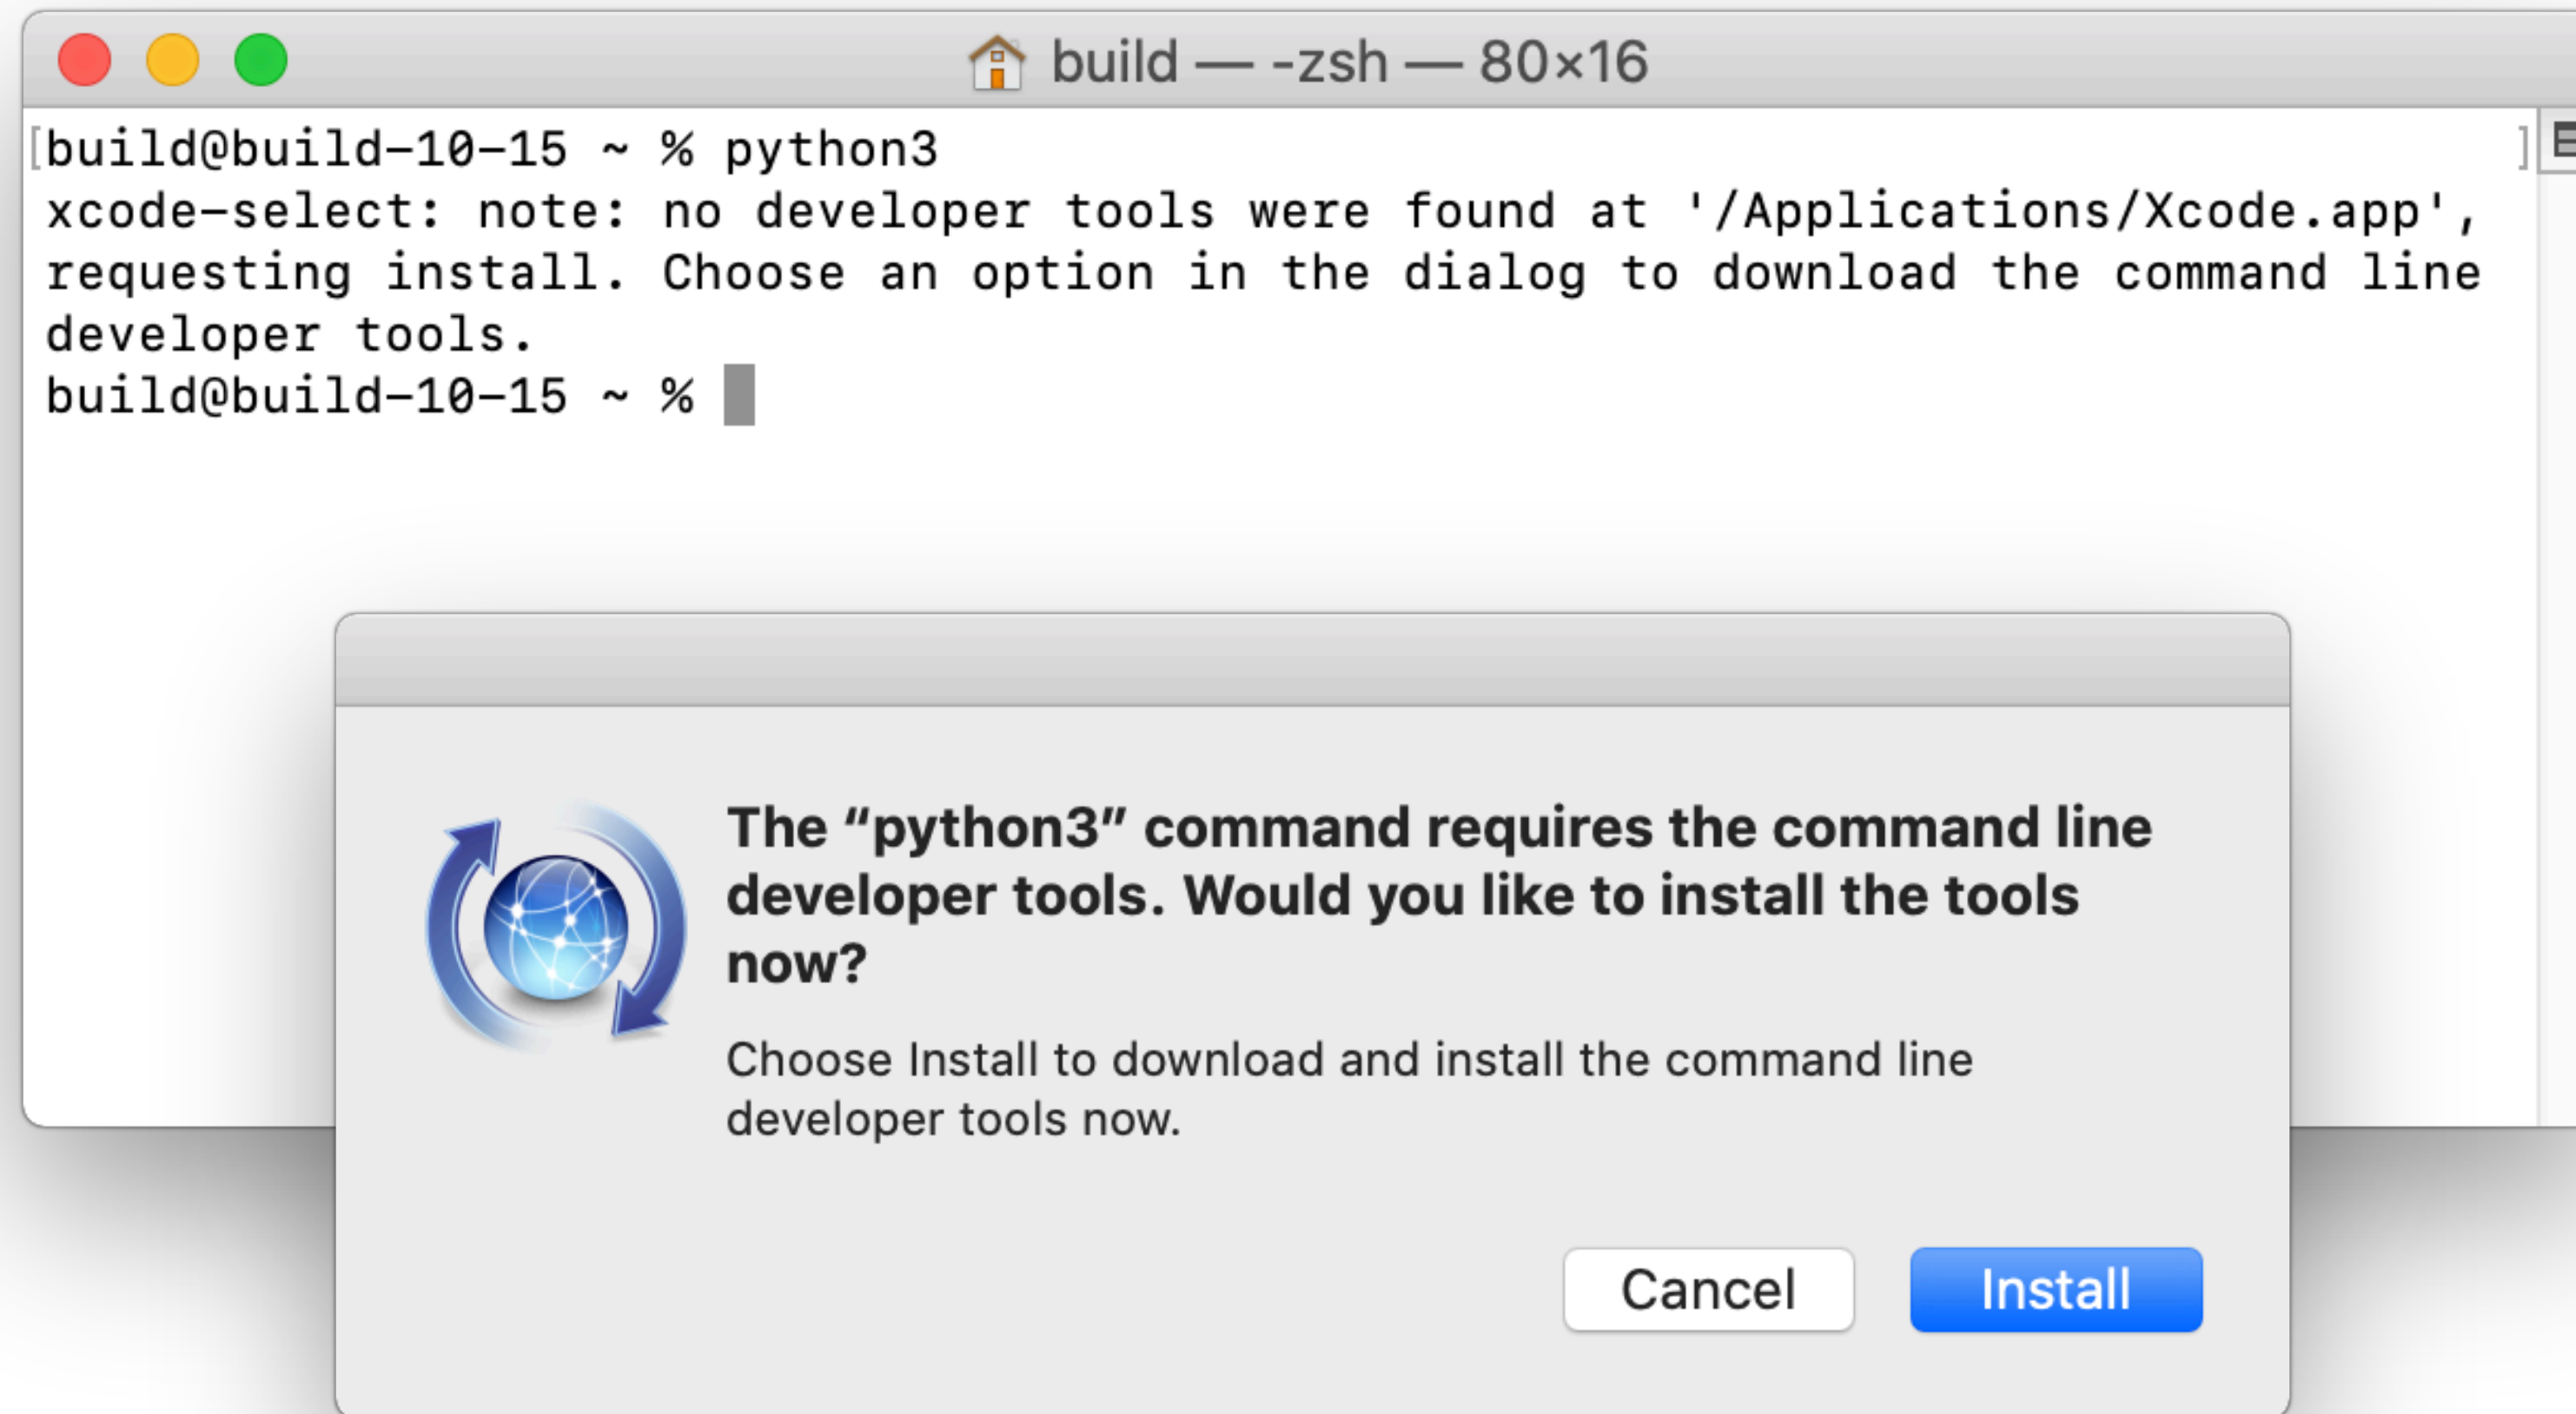 build — -zsh — 80×16
[build@build-10-15 ~ % python3 ]
xcode-select: note: no developer tools were found at '/Applications/Xcode.app',
requesting install. Choose an option in the dialog to download the command line
developer tools.
build@build-10-15 ~ %
The “python3” command requires the command line
developer tools. Would you like to install the tools
now?
Choose Install to download and install the command line
developer tools now.
Cancel Install